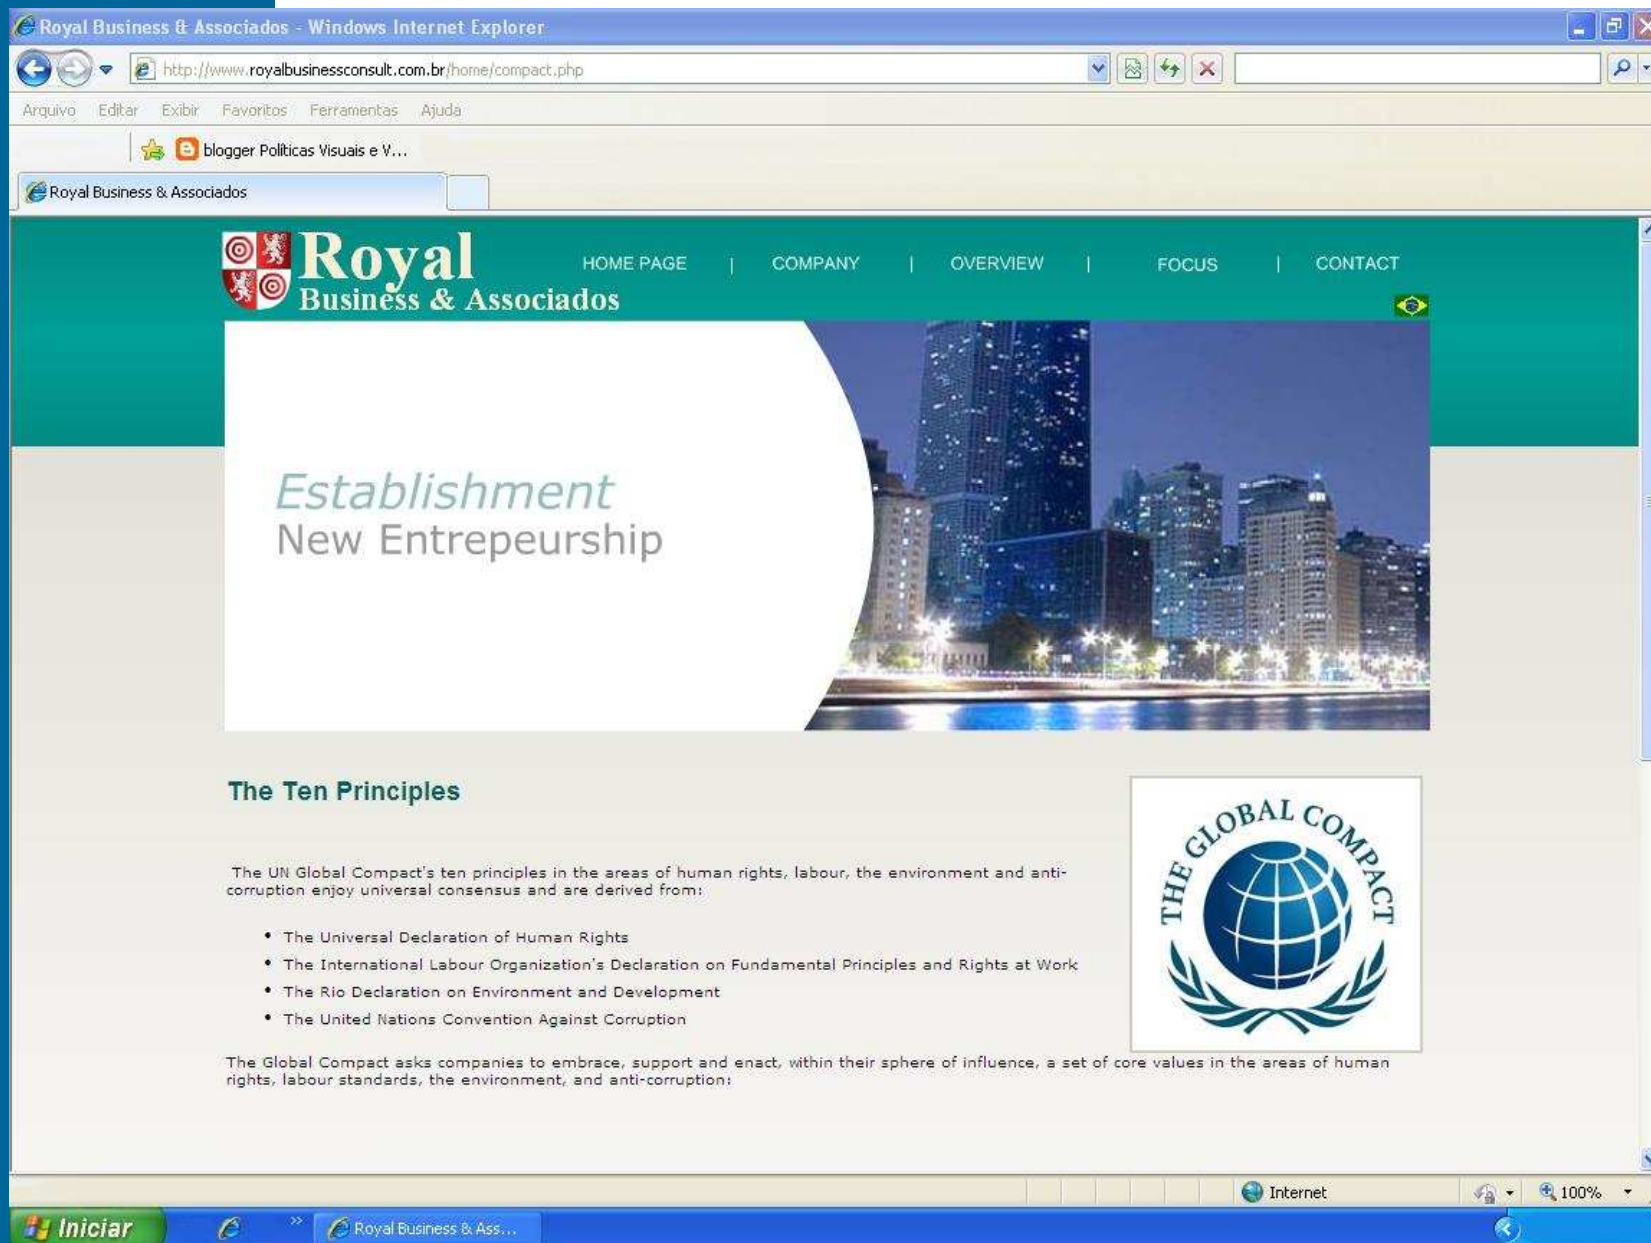 Royal Business & Associados - Windows Internet Explorer
http://www.royalbusinessconsult.com.br/home/compact.php
Arquivo Editar Exibir Favoritos Ferramentas Ajuda
blogger Políticas Visuais e V...
Royal Business & Associados
Royal
Business & Associados
HOME PAGE | COMPANY | OVERVIEW | FOCUS | CONTACT
Establishment
New Entrepeurship
The Ten Principles
THE GLOBAL COMPACT
The UN Global Compact's ten principles in the areas of human rights, labour, the environment and anti-
corruption enjoy universal consensus and are derived from:
• The Universal Declaration of Human Rights
• The International Labour Organization's Declaration on Fundamental Principles and Rights at Work
• The Rio Declaration on Environment and Development
• The United Nations Convention Against Corruption
The Global Compact asks companies to embrace, support and enact, within their sphere of influence, a set of core values in the areas of human
rights, labour standards, the environment, and anti-corruption:
Internet
100%
Iniciar
Royal Business & Ass...